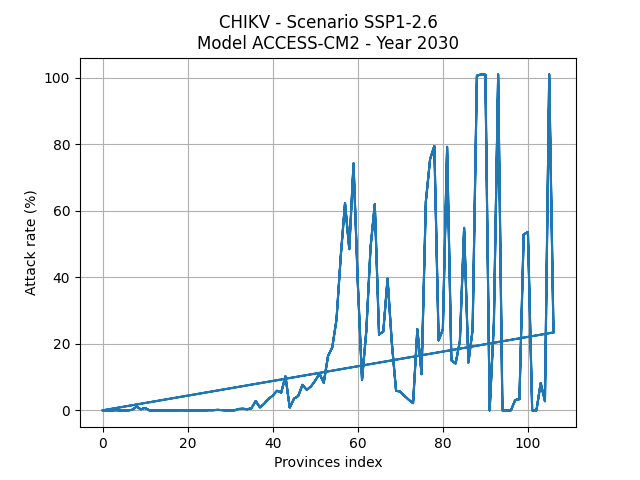 CHIKV - Scenario SSP1-2.6
Model ACCESS-CM2 - Year 2030
100
80
60
40
20
0
Attack rate (%)
0 20 40 60 80 100
Provinces index